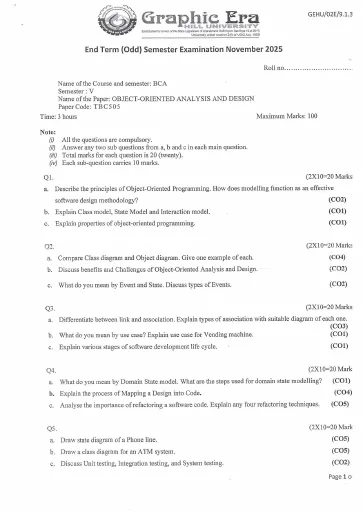 GEHU/02E/9.1.3
Graphic Era
HILL UNIVERSITY
End Term (Odd) Semester Examination November 2025
Roll no..............................
Name of the Course and semester: BCA
Semester : V
Name of the Paper: OBJECT-ORIENTED ANALYSIS AND DESIGN
Paper Code: TBC505
Time: 3 hours Maximum Marks: 100
Note:
(i) All the questions are compulsory.
(ii) Answer any two sub questions from a, b and c in each main question.
(iii) Total marks for each question is 20 (twenty).
(iv) Each sub-question carries 10 marks.
Q1. (2X10=20 Marks
a. Describe the principles of Object-Oriented Programming. How does modelling function as an effective
software design methodology? (CO2)
b. Explain Class model, State Model and Interaction model. (CO1)
c. Explain properties of object-oriented programming. (CO1)
Q2. (2X10=20 Marks
a. Compare Class diagram and Object diagram. Give one example of each. (CO4)
b. Discuss benefits and Challenges of Object-Oriented Analysis and Design. (CO2)
c. What do you mean by Event and State. Discuss types of Events. (CO2)
Q3. (2X10=20 Marks
a. Differentiate between link and association. Explain types of association with suitable diagram of each one.
(CO3)
b. What do you mean by use case? Explain use case for Vending machine. (CO1)
c. Explain various stages of software development life cycle. (CO1)
Q4. (2X10=20 Mark
a. What do you mean by Domain State model. What are the steps used for domain state modelling? (CO1)
b. Explain the process of Mapping a Design into Code. (CO4)
c. Analyse the importance of refactoring a software code. Explain any four refactoring techniques. (CO5)
Q5. (2X10=20 Mark
a. Draw state diagram of a Phone line. (CO5)
b. Draw a class diagram for an ATM system. (CO5)
c. Discuss Unit testing, Integration testing, and System testing. (CO2)
Page 1 o